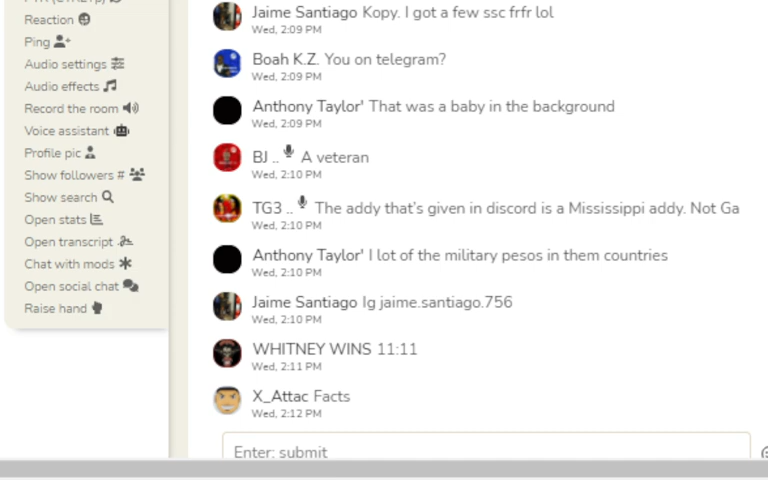 Reaction
Ping
Audio settings
Audio effects
Record the room
Voice assistant
Profile pic
Show followers #
Show search
Open stats
Open transcript
Chat with mods
Open social chat
Raise hand
Jaime Santiago Kopy. I got a few ssc frfr lol
Wed, 2:09 PM
Boah K.Z. You on telegram?
Wed, 2:09 PM
Anthony Taylor' That was a baby in the background
Wed, 2:09 PM
BJ .. A veteran
Wed, 2:10 PM
TG3 .. The addy that's given in discord is a Mississippi addy. Not Ga
Wed, 2:10 PM
Anthony Taylor' I lot of the military pesos in them countries
Wed, 2:10 PM
Jaime Santiago Ig jaime.santiago.756
Wed, 2:10 PM
WHITNEY WINS 11:11
Wed, 2:11 PM
X_Attac Facts
Wed, 2:12 PM
Enter: submit